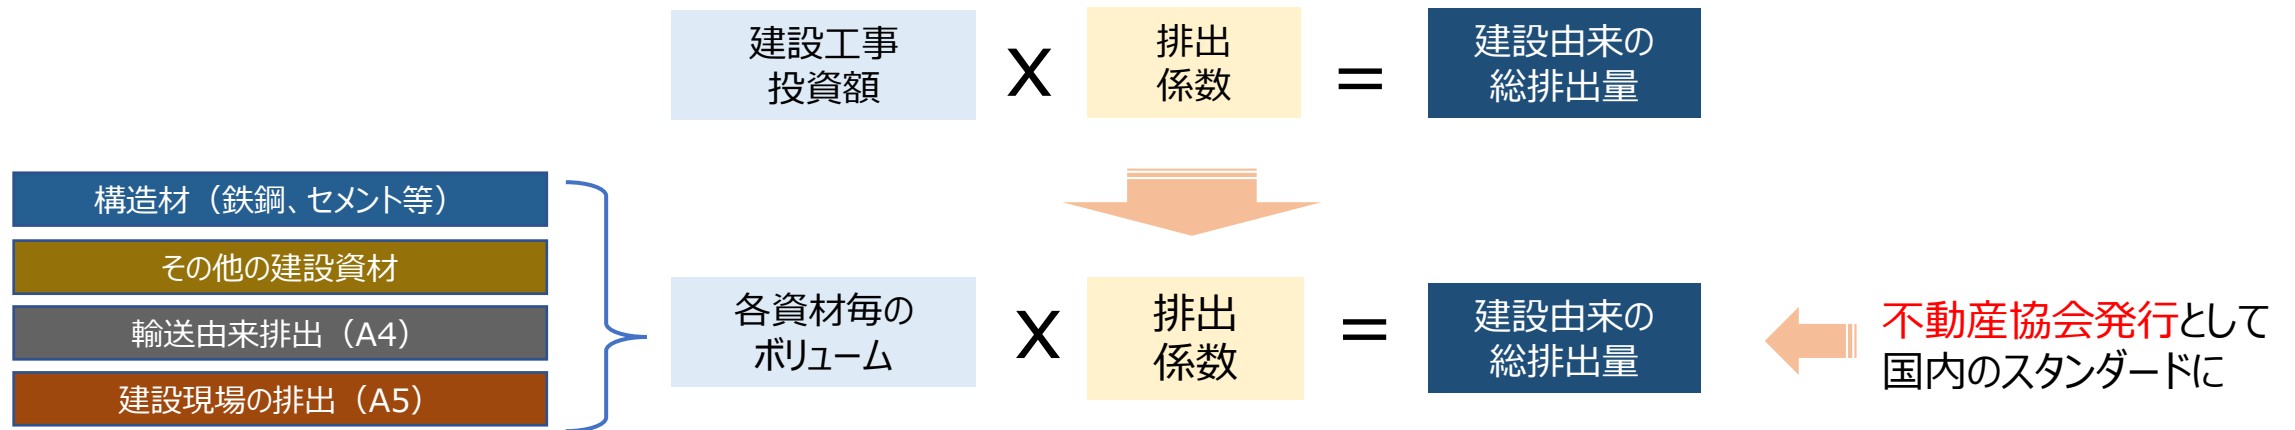 建設工事
投資額
X
排出
係数
=
建設由来の
総排出量
構造材（鉄鋼、セメント等）
その他の建設資材
輸送由来排出（A4）
建設現場の排出（A5）
各資材毎の
ボリューム
X
排出
係数
=
建設由来の
総排出量
不動産協会発行として
国内のスタンダードに